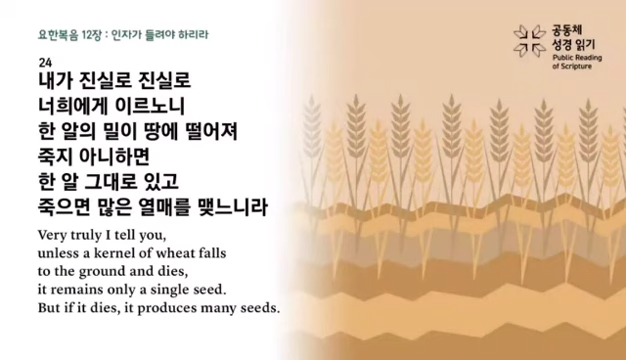 요한복음 12장 : 인자가 들려야 하리라
24
내가 진실로 진실로
너희에게 이르노니
한 알의 밀이 땅에 떨어져
죽지 아니하면
한 알 그대로 있고
죽으면 많은 열매를 맺느니라
Very truly I tell you,
unless a kernel of wheat falls
to the ground and dies,
it remains only a single seed.
But if it dies, it produces many seeds.
공동체
성경 읽기
Public Reading
of Scripture